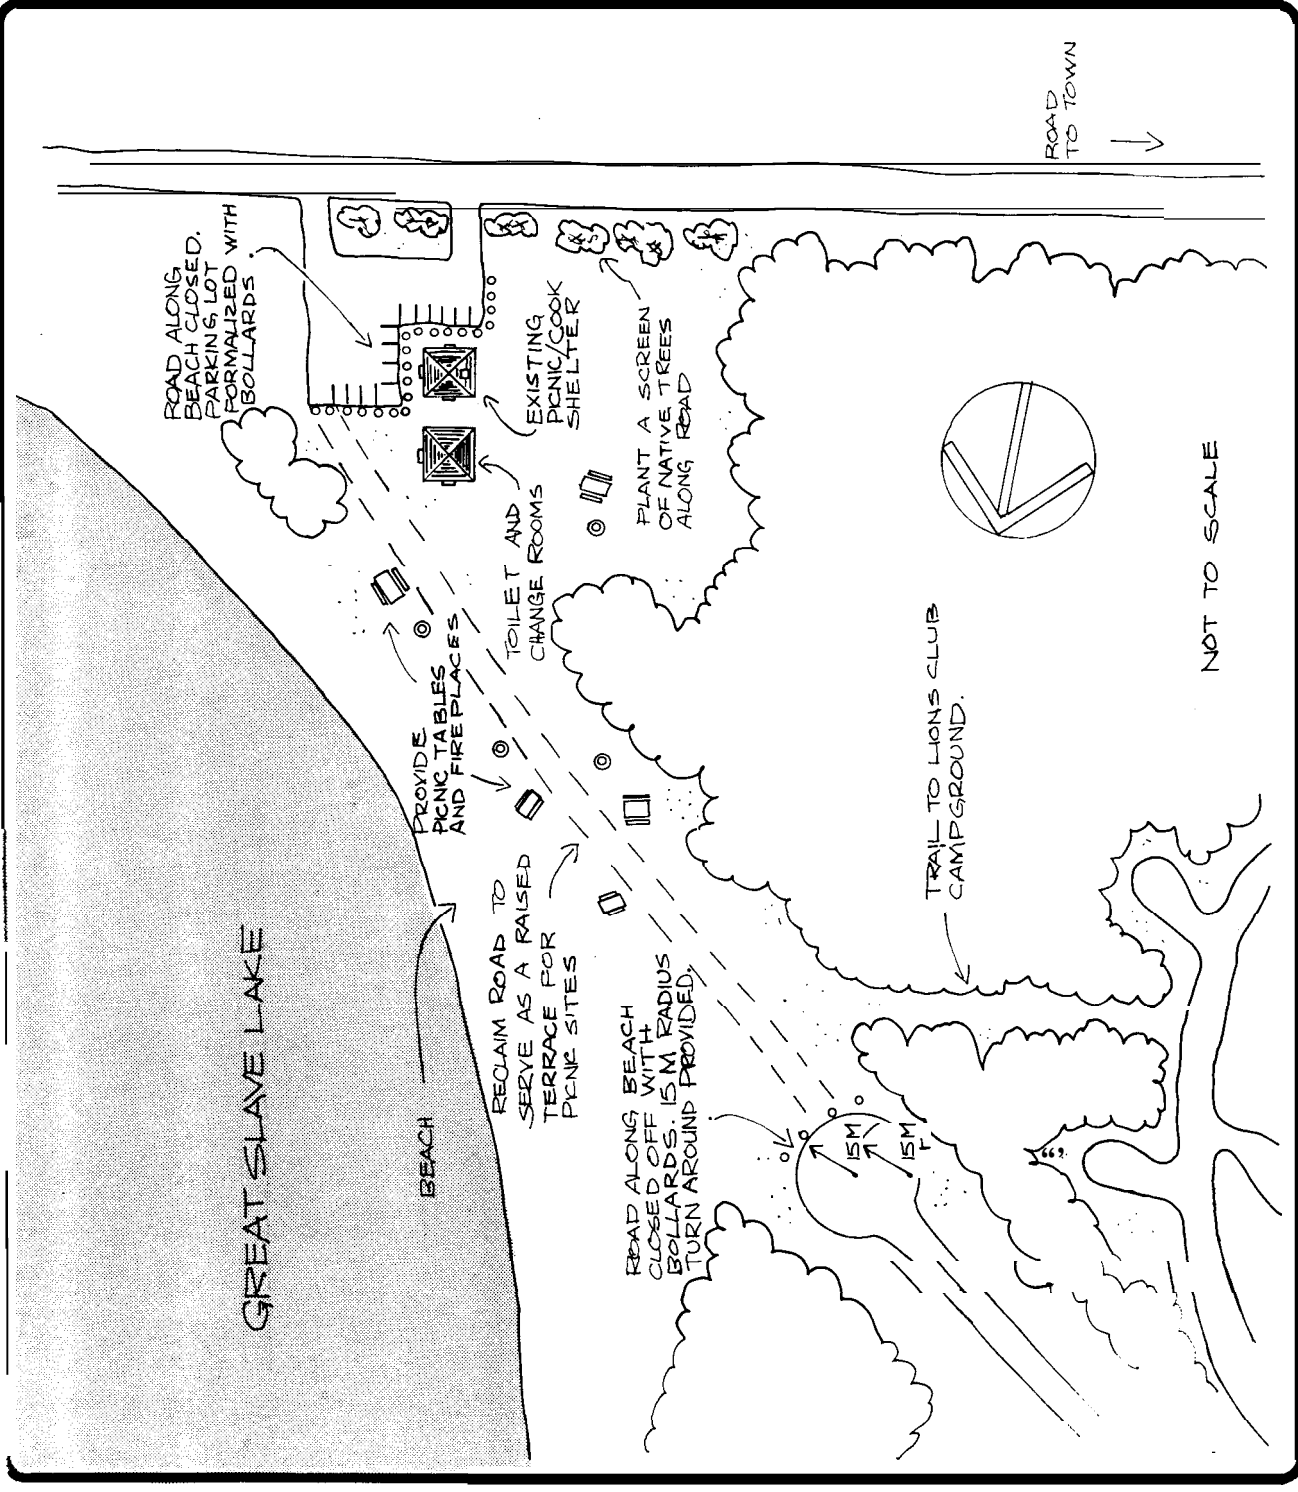 GREAT SLAVE LAKE
BEACH
ROAD ALONG
BEACH CLOSED.
PARKING LOT
FORMALIZED WITH
BOLLARDS.
PROVIDE
PICNIC TABLES
AND FIREPLACES
RECLAIM ROAD TO
SERVE AS A RAISED
TERRACE FOR
PICNIC SITES
TOILET AND
CHANGE ROOMS
EXISTING
PICNIC/COOK
SHELTER
PLANT A SCREEN
OF NATIVE TREES
ALONG ROAD
ROAD ALONG BEACH
CLOSED OFF WITH
BOLLARDS. 15 M RADIUS
TURN AROUND PROVIDED.
15M
15M
TRAIL TO LIONS CLUB
CAMPGROUND.
ROAD
TO TOWN
NOT TO SCALE